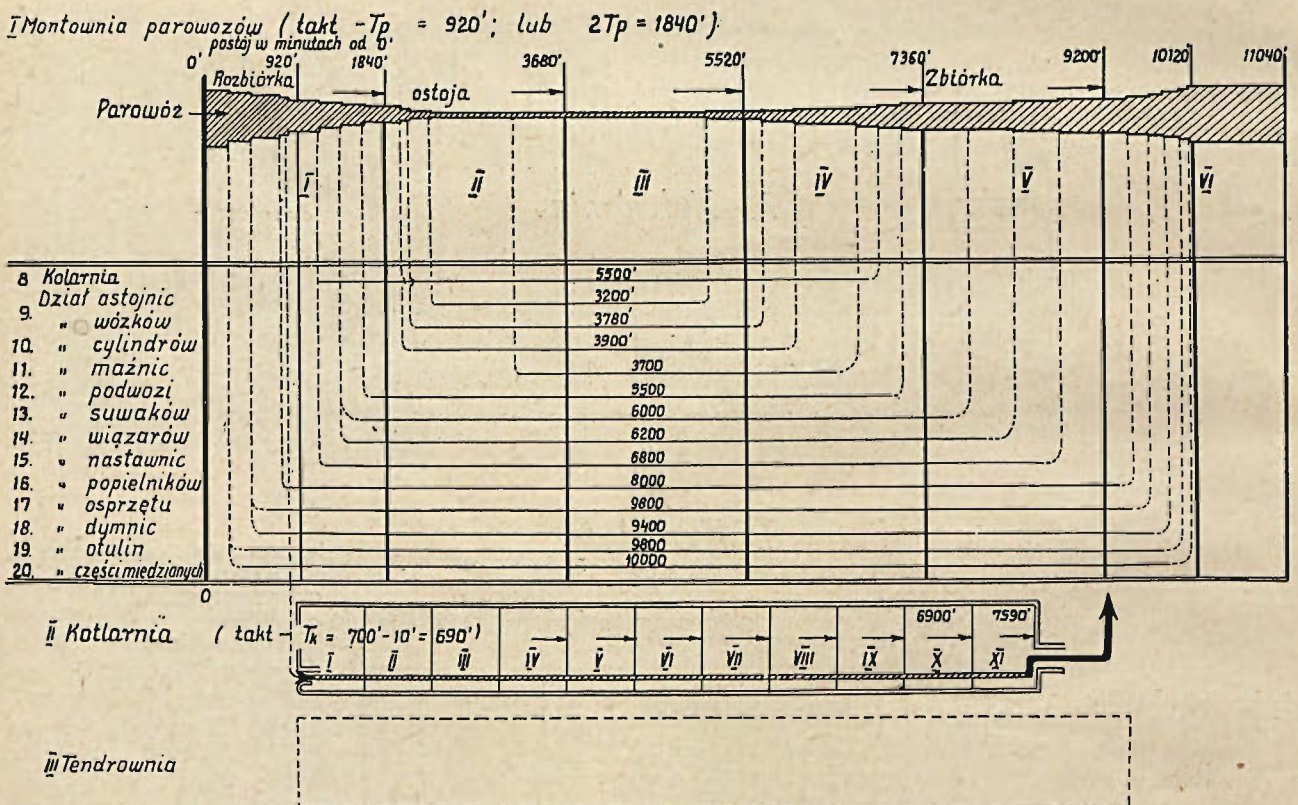 I Montownia parowozów (takt - Tp = 920'; lub 2Tp = 1840')
postój w minutach od 0'
0' 920' 1840' 3680' 5520' 7360' 9200' 10120' 11040'
Rozbiórka ostoja Zbiórka
Parowóz
I II III IV V VI
8 Kolarnia 5500'
Dział astojnic 3200'
9. " wózków 3780'
10. " cylindrów 3900'
11. " maźnic 3700
12. " podwozi 5500
13. " suwaków 6000
14. " wiązarów 6200
15. " nastawnic 6800
16. " popielników 8000
17 " osprzętu 9800
18. " dymnic 9400
19. " otulin 9800
20. " części miedzianych 10000
0
II Kotlarnia (takt - Tk = 700'-10' = 690')
6900' 7590'
I II III IV V VI VII VIII IX X XI
III Tendrownia